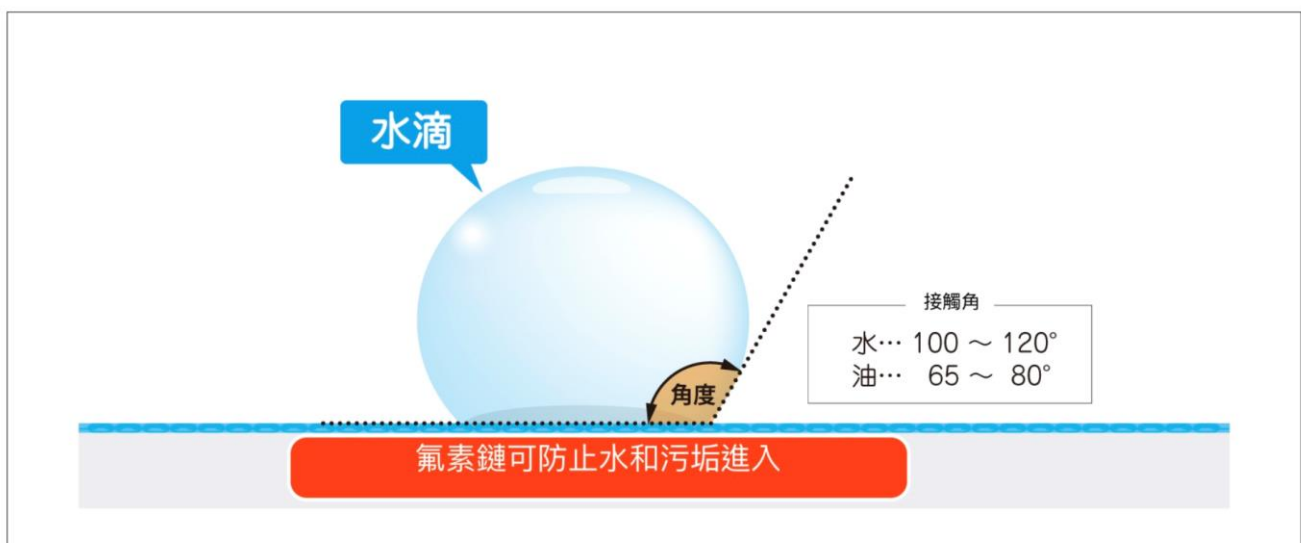 水滴
接觸角
水… 100 ～ 120°
油… 65 ～ 80°
角度
氟素鏈可防止水和污垢進入